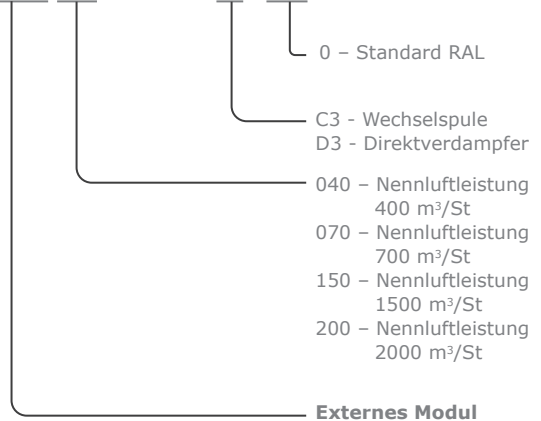 0 – Standard RAL
C3 - Wechselspule
D3 - Direktverdampfer
040 – Nennluftleistung
400 m³/St
070 – Nennluftleistung
700 m³/St
150 – Nennluftleistung
1500 m³/St
200 – Nennluftleistung
2000 m³/St
Externes Modul